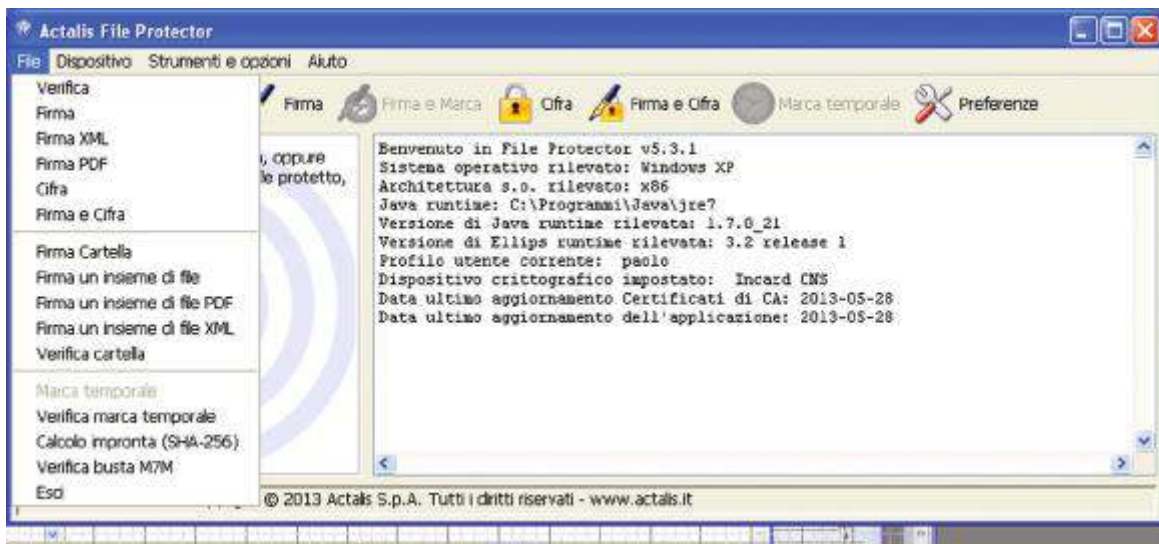 Actalis File Protector
File Dispositivo Strumenti e opzioni Aiuto
Firma Firma e Marca Cifra Firma e Cifra Marca temporale Preferenze
Verifica
Firma
Firma XML
Firma PDF
Cifra
Firma e Cifra
Firma Cartella
Firma un insieme di file
Firma un insieme di file PDF
Firma un insieme di file XML
Verifica cartella
Marca temporale
Verifica marca temporale
Calcolo impronta (SHA-256)
Verifica busta M7M
Esci
, oppure
le protetto,
Benvenuto in File Protector v5.3.1
Sistema operativo rilevato: Windows XP
Architettura s.o. rilevato: x86
Java runtime: C:\Programmi\Java\jre7
Versione di Java runtime rilevata: 1.7.0_21
Versione di Ellips runtime rilevata: 3.2 release 1
Profilo utente corrente: paolo
Dispositivo crittografico impostato: Incard CNS
Data ultimo aggiornamento Certificati di CA: 2013-05-28
Data ultimo aggiornamento dell'applicazione: 2013-05-28
© 2013 Actalis S.p.A. Tutti i diritti riservati - www.actalis.it